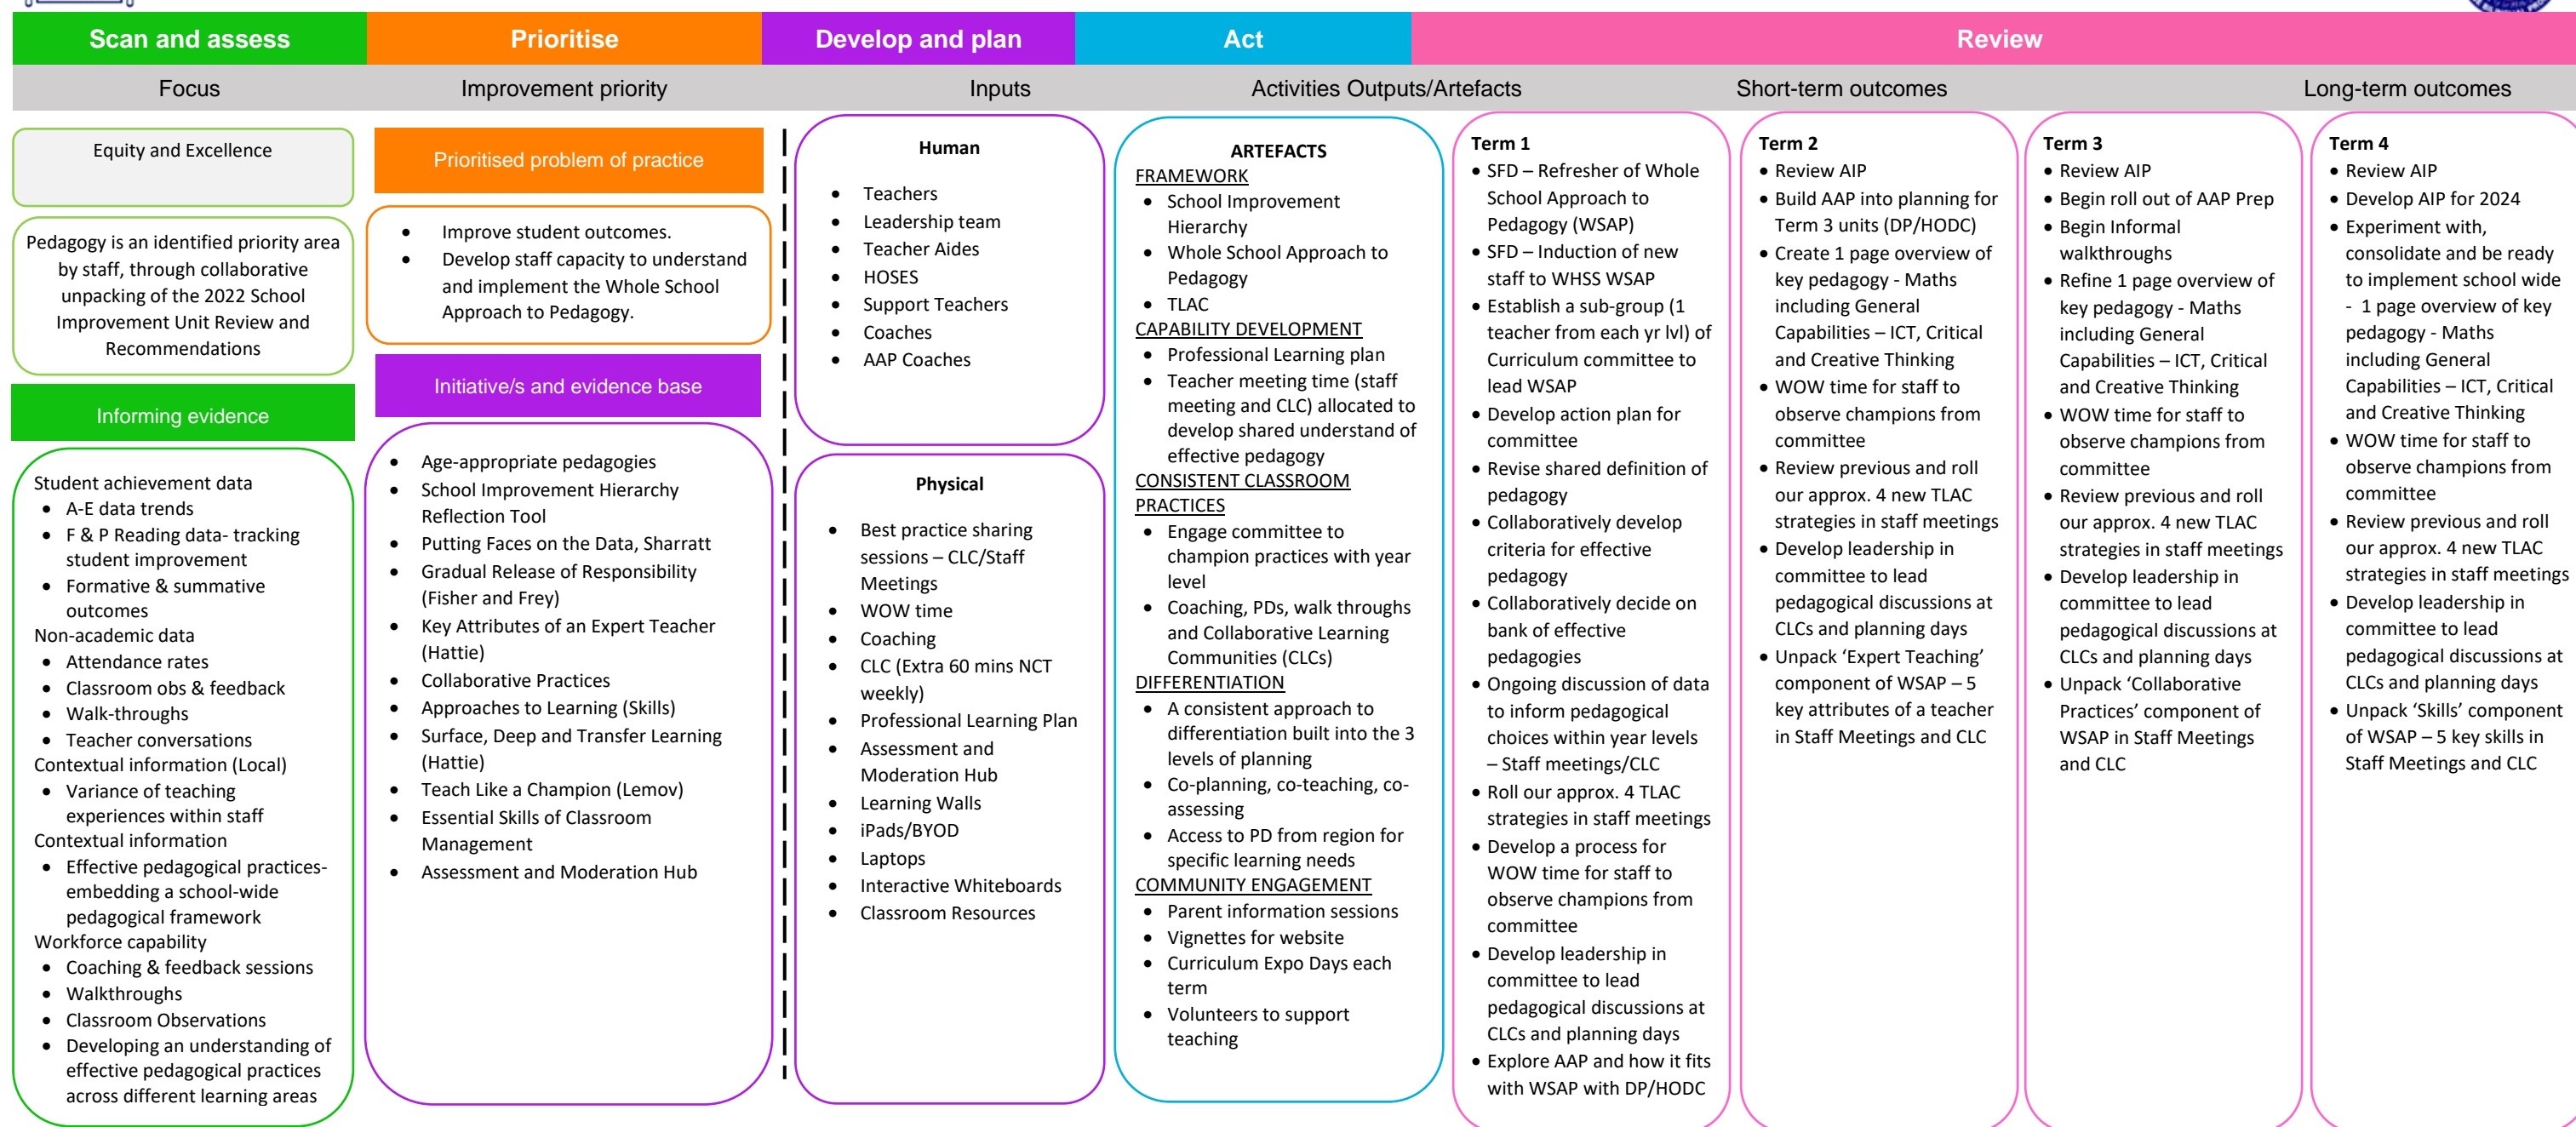 Scan and assess
Prioritise
Develop and plan
Act
Review
Focus
Improvement priority
Inputs
Activities Outputs/Artefacts
Short-term outcomes
Long-term outcomes
Equity and Excellence
Pedagogy is an identified priority area
by staff, through collaborative
unpacking of the 2022 School
Improvement Unit Review and
Recommendations
Informing evidence
Student achievement data
• A-E data trends
• F & P Reading data- tracking
student improvement
• Formative & summative
outcomes
Non-academic data
• Attendance rates
• Classroom obs & feedback
• Walk-throughs
• Teacher conversations
Contextual information (Local)
• Variance of teaching
experiences within staff
Contextual information
• Effective pedagogical practices-
embedding a school-wide
pedagogical framework
Workforce capability
• Coaching & feedback sessions
• Walkthroughs
• Classroom Observations
• Developing an understanding of
effective pedagogical practices
across different learning areas
Prioritised problem of practice
• Improve student outcomes.
• Develop staff capacity to understand
and implement the Whole School
Approach to Pedagogy.
Initiative/s and evidence base
• Age-appropriate pedagogies
• School Improvement Hierarchy
Reflection Tool
• Putting Faces on the Data, Sharratt
• Gradual Release of Responsibility
(Fisher and Frey)
• Key Attributes of an Expert Teacher
(Hattie)
• Collaborative Practices
• Approaches to Learning (Skills)
• Surface, Deep and Transfer Learning
(Hattie)
• Teach Like a Champion (Lemov)
• Essential Skills of Classroom
Management
• Assessment and Moderation Hub
Human
• Teachers
• Leadership team
• Teacher Aides
• HOSES
• Support Teachers
• Coaches
• AAP Coaches
Physical
• Best practice sharing
sessions – CLC/Staff
Meetings
• WOW time
• Coaching
• CLC (Extra 60 mins NCT
weekly)
• Professional Learning Plan
• Assessment and
Moderation Hub
• Learning Walls
• iPads/BYOD
• Laptops
• Interactive Whiteboards
• Classroom Resources
ARTEFACTS
FRAMEWORK
• School Improvement
Hierarchy
• Whole School Approach to
Pedagogy
• TLAC
CAPABILITY DEVELOPMENT
• Professional Learning plan
• Teacher meeting time (staff
meeting and CLC) allocated to
develop shared understand of
effective pedagogy
CONSISTENT CLASSROOM
PRACTICES
• Engage committee to
champion practices with year
level
• Coaching, PDs, walk throughs
and Collaborative Learning
Communities (CLCs)
DIFFERENTIATION
• A consistent approach to
differentiation built into the 3
levels of planning
• Co-planning, co-teaching, co-
assessing
• Access to PD from region for
specific learning needs
COMMUNITY ENGAGEMENT
• Parent information sessions
• Vignettes for website
• Curriculum Expo Days each
term
• Volunteers to support
teaching
Term 1
• SFD – Refresher of Whole
School Approach to
Pedagogy (WSAP)
• SFD – Induction of new
staff to WHSS WSAP
• Establish a sub-group (1
teacher from each yr lvl) of
Curriculum committee to
lead WSAP
• Develop action plan for
committee
• Revise shared definition of
pedagogy
• Collaboratively develop
criteria for effective
pedagogy
• Collaboratively decide on
bank of effective
pedagogies
• Ongoing discussion of data
to inform pedagogical
choices within year levels
– Staff meetings/CLC
• Roll our approx. 4 TLAC
strategies in staff meetings
• Develop a process for
WOW time for staff to
observe champions from
committee
• Develop leadership in
committee to lead
pedagogical discussions at
CLCs and planning days
• Explore AAP and how it fits
with WSAP with DP/HODC
Term 2
• Review AIP
• Build AAP into planning for
Term 3 units (DP/HODC)
• Create 1 page overview of
key pedagogy - Maths
including General
Capabilities – ICT, Critical
and Creative Thinking
• WOW time for staff to
observe champions from
committee
• Review previous and roll
our approx. 4 new TLAC
strategies in staff meetings
• Develop leadership in
committee to lead
pedagogical discussions at
CLCs and planning days
• Unpack ‘Expert Teaching’
component of WSAP – 5
key attributes of a teacher
in Staff Meetings and CLC
Term 3
• Review AIP
• Begin roll out of AAP Prep
• Begin Informal
walkthroughs
• Refine 1 page overview of
key pedagogy - Maths
including General
Capabilities – ICT, Critical
and Creative Thinking
• WOW time for staff to
observe champions from
committee
• Review previous and roll
our approx. 4 new TLAC
strategies in staff meetings
• Develop leadership in
committee to lead
pedagogical discussions at
CLCs and planning days
• Unpack ‘Collaborative
Practices’ component of
WSAP in Staff Meetings
and CLC
Term 4
• Review AIP
• Develop AIP for 2024
• Experiment with,
consolidate and be ready
to implement school wide
- 1 page overview of key
pedagogy - Maths
including General
Capabilities – ICT, Critical
and Creative Thinking
• WOW time for staff to
observe champions from
committee
• Review previous and roll
our approx. 4 new TLAC
strategies in staff meetings
• Develop leadership in
committee to lead
pedagogical discussions at
CLCs and planning days
• Unpack ‘Skills’ component
of WSAP – 5 key skills in
Staff Meetings and CLC